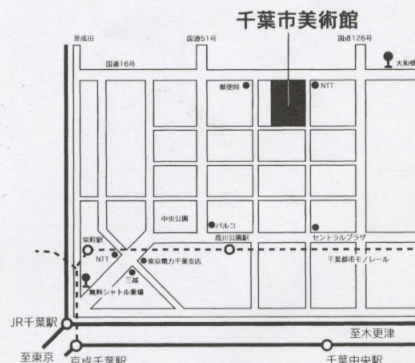 千葉市美術館
至成田
国道51号
国道126号
国道16号
大和橋
郵便局
NTT
中央公園
パルコ
栄町駅
葭川公園駅
セントラルプラザ
NTT
東京電力千葉支店
千葉都市モノレール
三越
無料シャトル乗場
JR千葉駅
至木更津
至東京
京成千葉駅
千葉中央駅